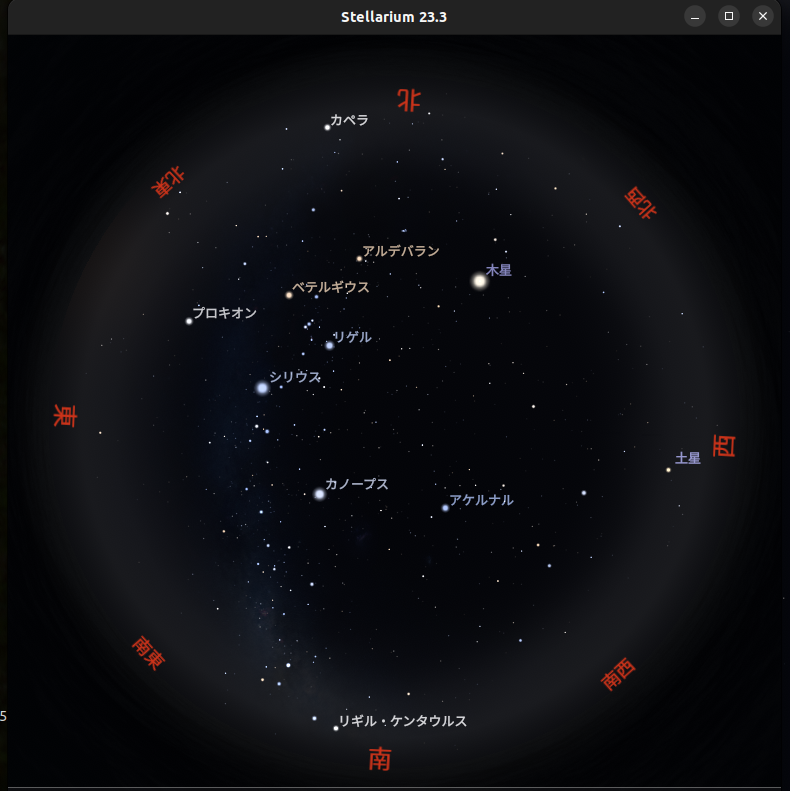 Stellarium 23.3
北
カペラ
北東
北西
アルデバラン
木星
ベテルギウス
プロキオン
リゲル
シリウス
東
西
土星
カノープス
アケルナル
南東
南西
5
リギル・ケンタウルス
南